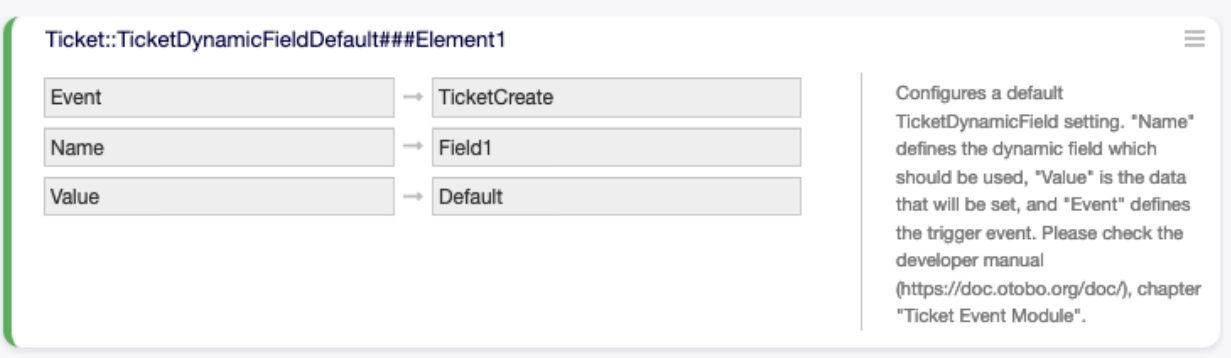 Ticket::TicketDynamicFieldDefault###Element1
Event → TicketCreate
Name → Field1
Value → Default
Configures a default
TicketDynamicField setting. "Name"
defines the dynamic field which
should be used, "Value" is the data
that will be set, and "Event" defines
the trigger event. Please check the
developer manual
(https://doc.otobo.org/doc/), chapter
"Ticket Event Module".